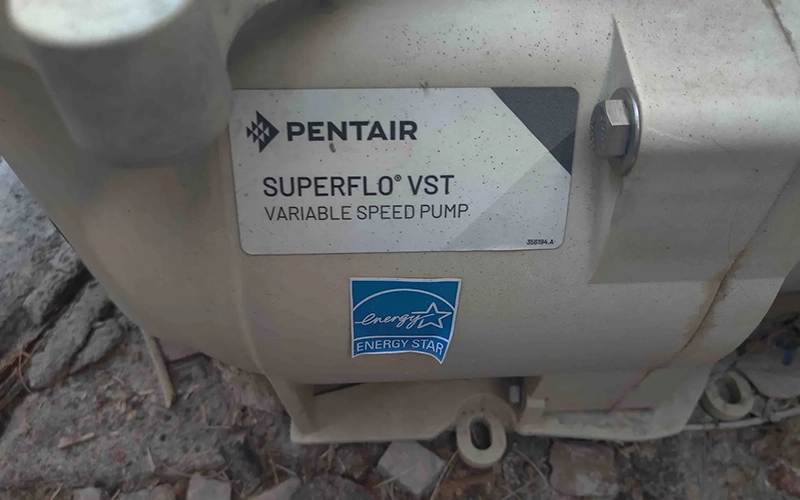 PENTAIR
SUPERFLO® VST
VARIABLE SPEED PUMP
356194.A
energy
ENERGY STAR